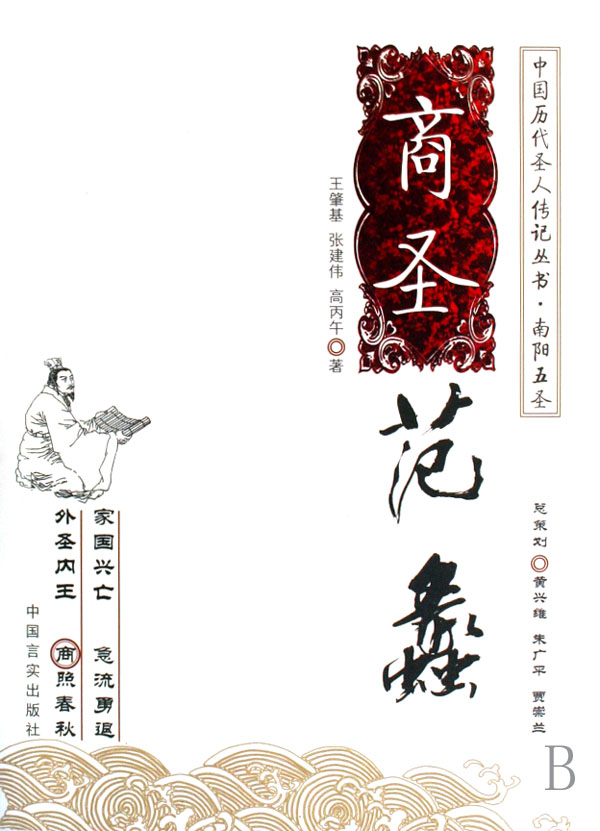 中国历代圣人传记丛书·南阳五圣
商圣
范蠡
王肇基 张建伟 高丙午 著
总策划 黄兴维 朱广平 贾崇兰
家国兴亡 急流勇退
外圣内王 商照春秋
中国言实出版社
B